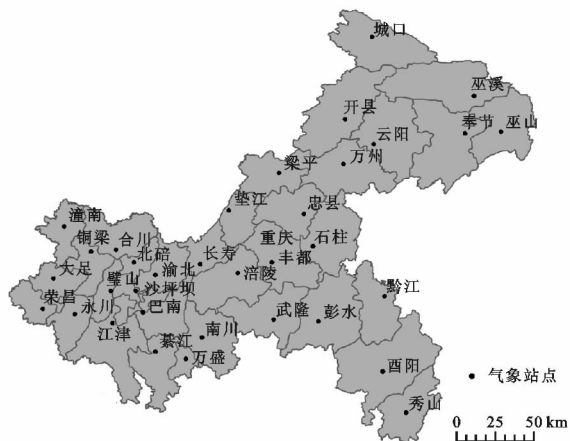 城口
巫溪
开县
奉节
巫山
云阳
万州
梁平
垫江
忠县
潼南
铜梁
合川
北碚
长寿
重庆
石柱
丰都
大足
璧山
渝北
涪陵
沙坪坝
黔江
荣昌
永川
巴南
武隆
彭水
江津
南川
綦江
万盛
酉阳
气象站点
秀山
0 25 50 km